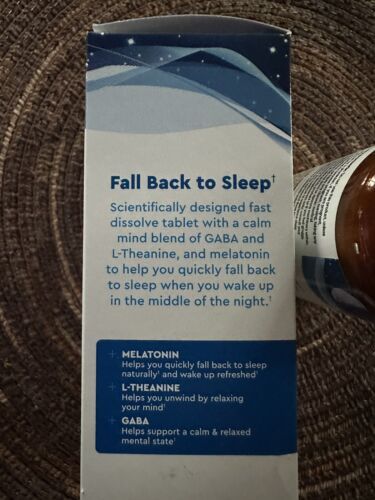 Fall Back to Sleep†
Scientifically designed fast
dissolve tablet with a calm
mind blend of GABA and
L-Theanine, and melatonin
to help you quickly fall back
to sleep when you wake up
in the middle of the night.†
+ MELATONIN
Helps you quickly fall back to sleep
naturally† and wake up refreshed†
+ L-THEANINE
Helps you unwind by relaxing
your mind†
+ GABA
Helps support a calm & relaxed
mental state†